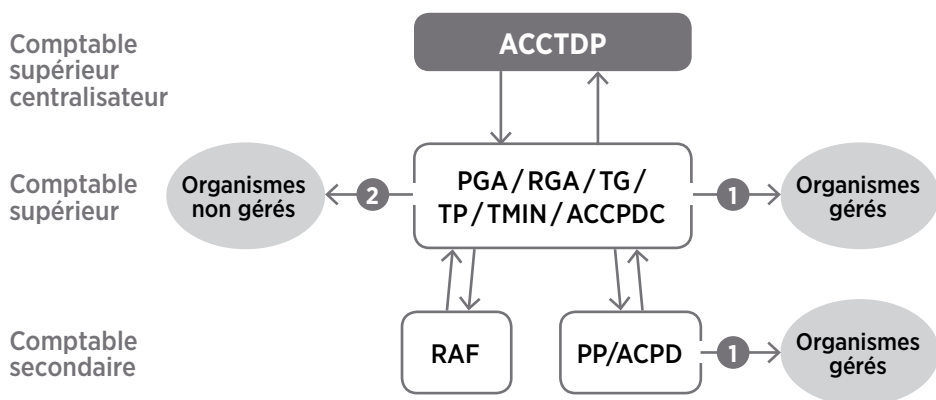 Comptable
supérieur
centralisateur
ACCTDP
Comptable
supérieur
Organismes
non gérés
2
PGA / RGA / TG /
TP / TMIN / ACCPDC
1
Organismes
gérés
Comptable
secondaire
RAF
PP/ACPD
1
Organismes
gérés